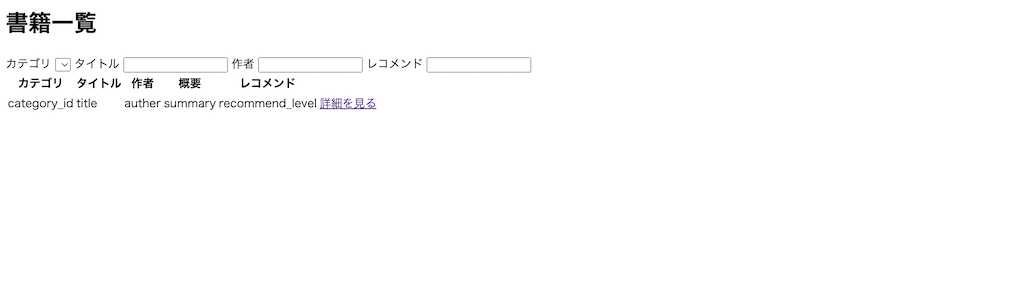 書籍一覧
カテゴリ タイトル 作者 レコメンド
カテゴリ タイトル 作者 概要 レコメンド
category_id title auther summary recommend_level 詳細を見る